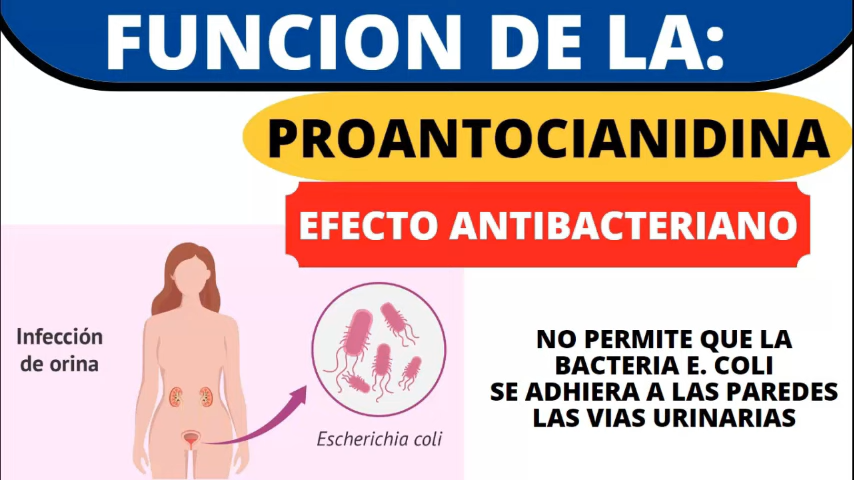 FUNCION DE LA:
PROANTOCIANIDINA
EFECTO ANTIBACTERIANO
Infección
de orina
Escherichia coli
NO PERMITE QUE LA
BACTERIA E. COLI
SE ADHIERA A LAS PAREDES
LAS VIAS URINARIAS